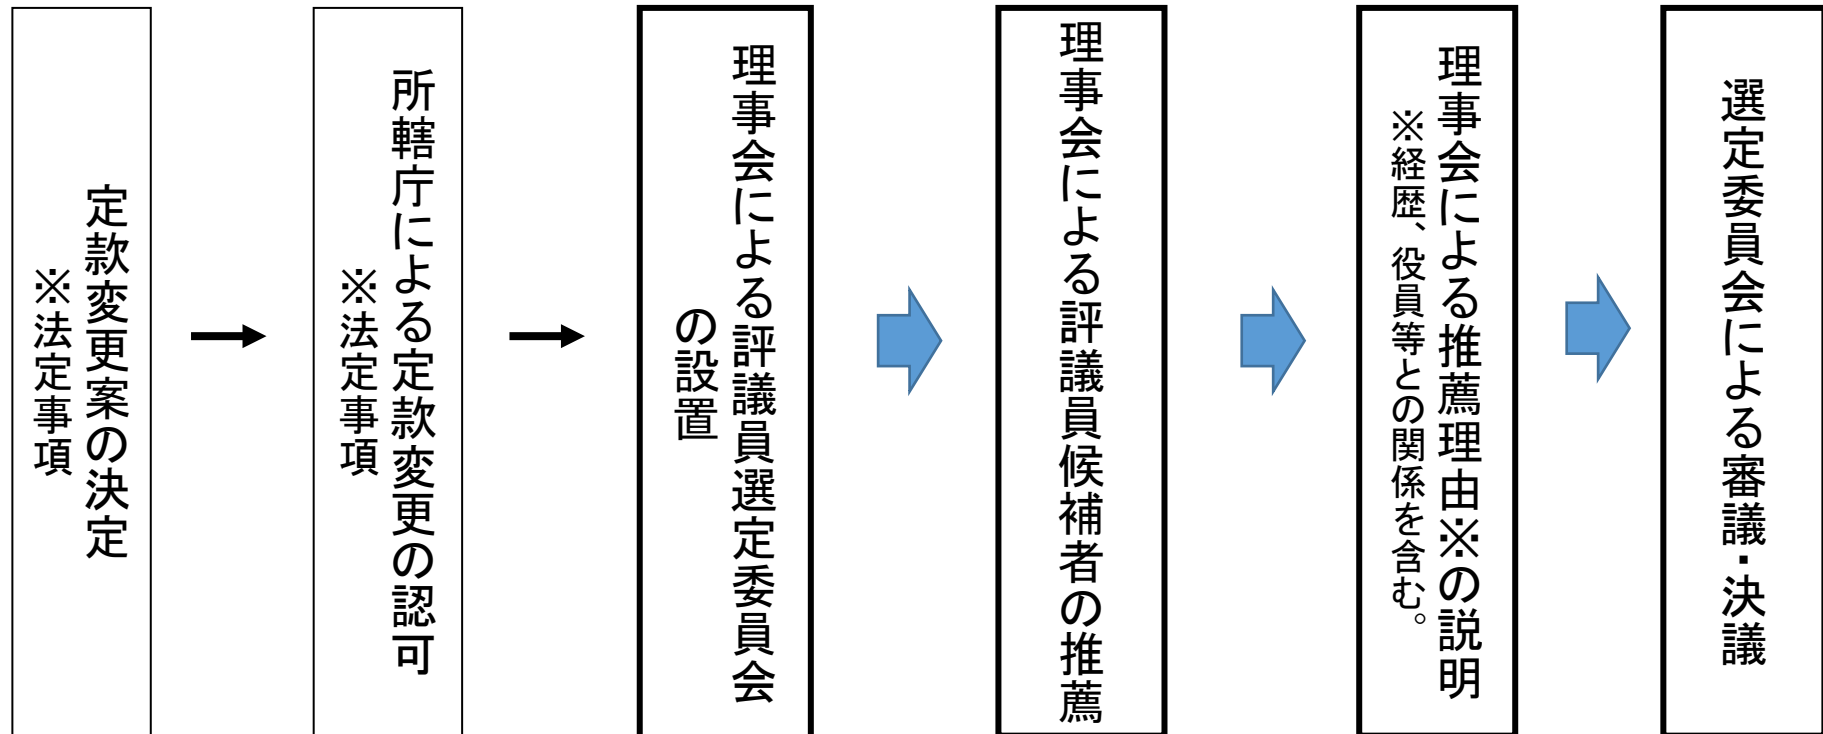 定款変更案の決定
※法定事項
所轄庁による定款変更の認可
※法定事項
理事会による評議員選定委員会
の設置
理事会による評議員候補者の推薦
理事会による推薦理由※の説明
※経歴、役員等との関係を含む。
選定委員会による審議・決議